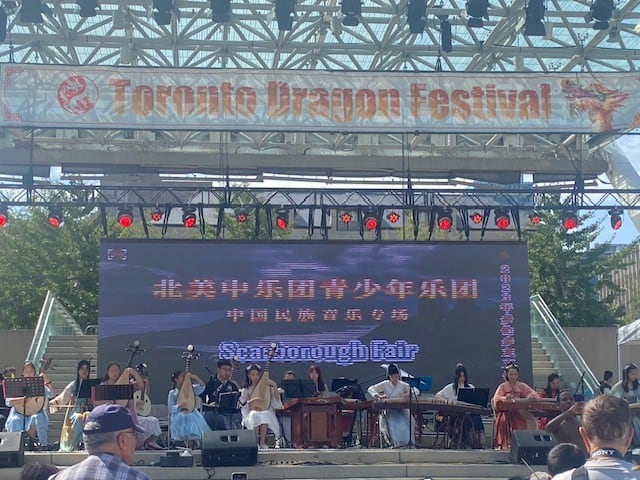 Toronto Dragon Festival
北美中乐团青少年乐团
中国民族音乐专场
Scarborough Fair
SONY